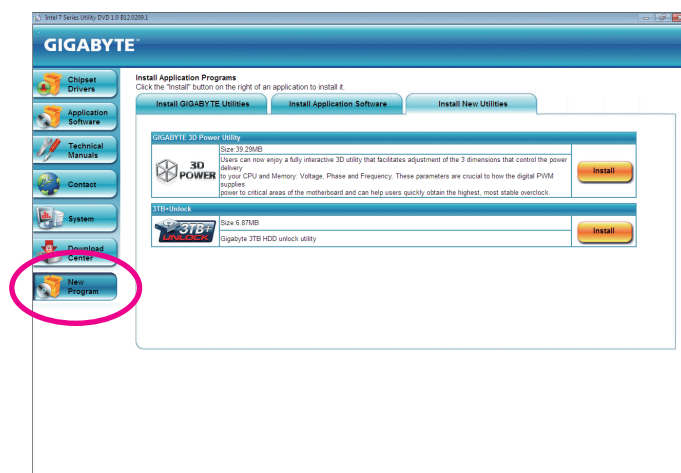 Intel 7 Series Utility DVD 1.0 B12.0209.1
GIGABYTE™
Chipset
Drivers
Application
Software
Technical
Manuals
Contact
System
Download
Center
New
Program
Install Application Programs
Click the "Install" button on the right of an application to install it.
Install GIGABYTE Utilities
Install Application Software
Install New Utilities
GIGABYTE 3D Power Utility
3D
POWER
Size:39.29MB
Users can now enjoy a fully interactive 3D utility that facilitates adjustment of the 3 dimensions that control the power
delivery
to your CPU and Memory: Voltage, Phase and Frequency. These parameters are crucial to how the digital PWM
supplies
power to critical areas of the motherboard and can help users quickly obtain the highest, most stable overclock.
Install
3TB+Unlock
3TB+
UNLOCK
Size:6.87MB
Gigabyte 3TB HDD unlock utility
Install